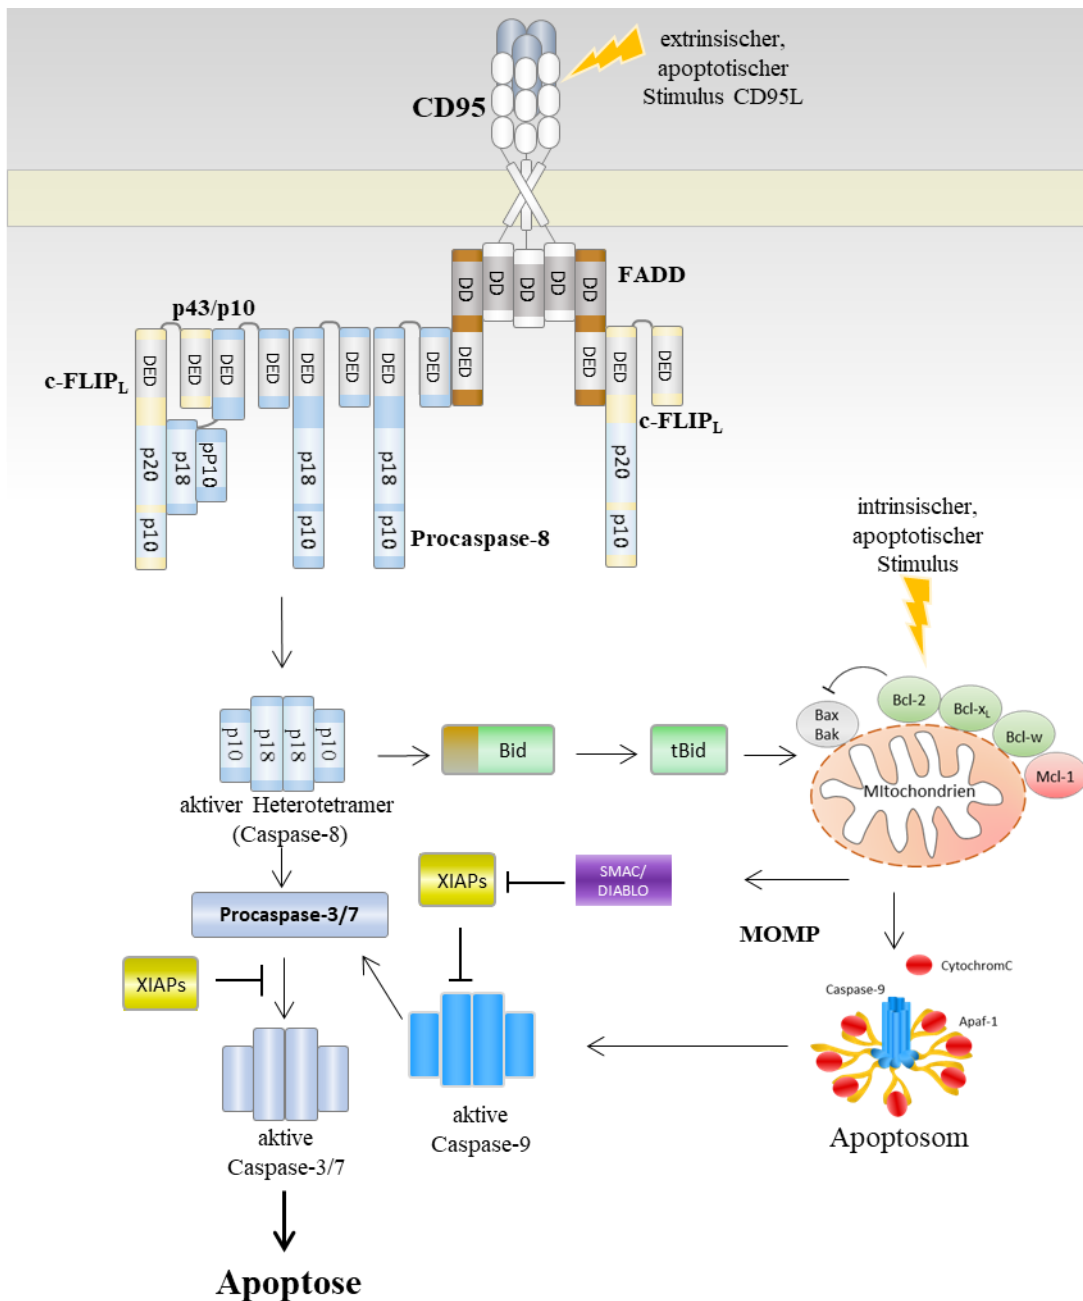 extrinsischer,
apoptotischer
Stimulus CD95L
CD95
FADD
DD
DD
DD
DD
DD
p43/p10
c-FLIPL
DED
DED
DED
DED
DED
DED
DED
DED
DED
DED
DED
DED
c-FLIPL
p20
p10
p18
pP10
p18
p10
p18
p10
p20
p10
Procaspase-8
intrinsischer,
apoptotischer
Stimulus
p10
p18
p18
p10
aktiver Heterotetramer
(Caspase-8)
Bid
tBid
Bax
Bak
Bcl-2
Bcl-xL
Bcl-w
Mcl-1
MItochondrien
XIAPs
SMAC/
DIABLO
MOMP
Procaspase-3/7
XIAPs
CytochromC
Caspase-9
Apaf-1
Apoptosom
aktive
Caspase-9
aktive
Caspase-3/7
Apoptose